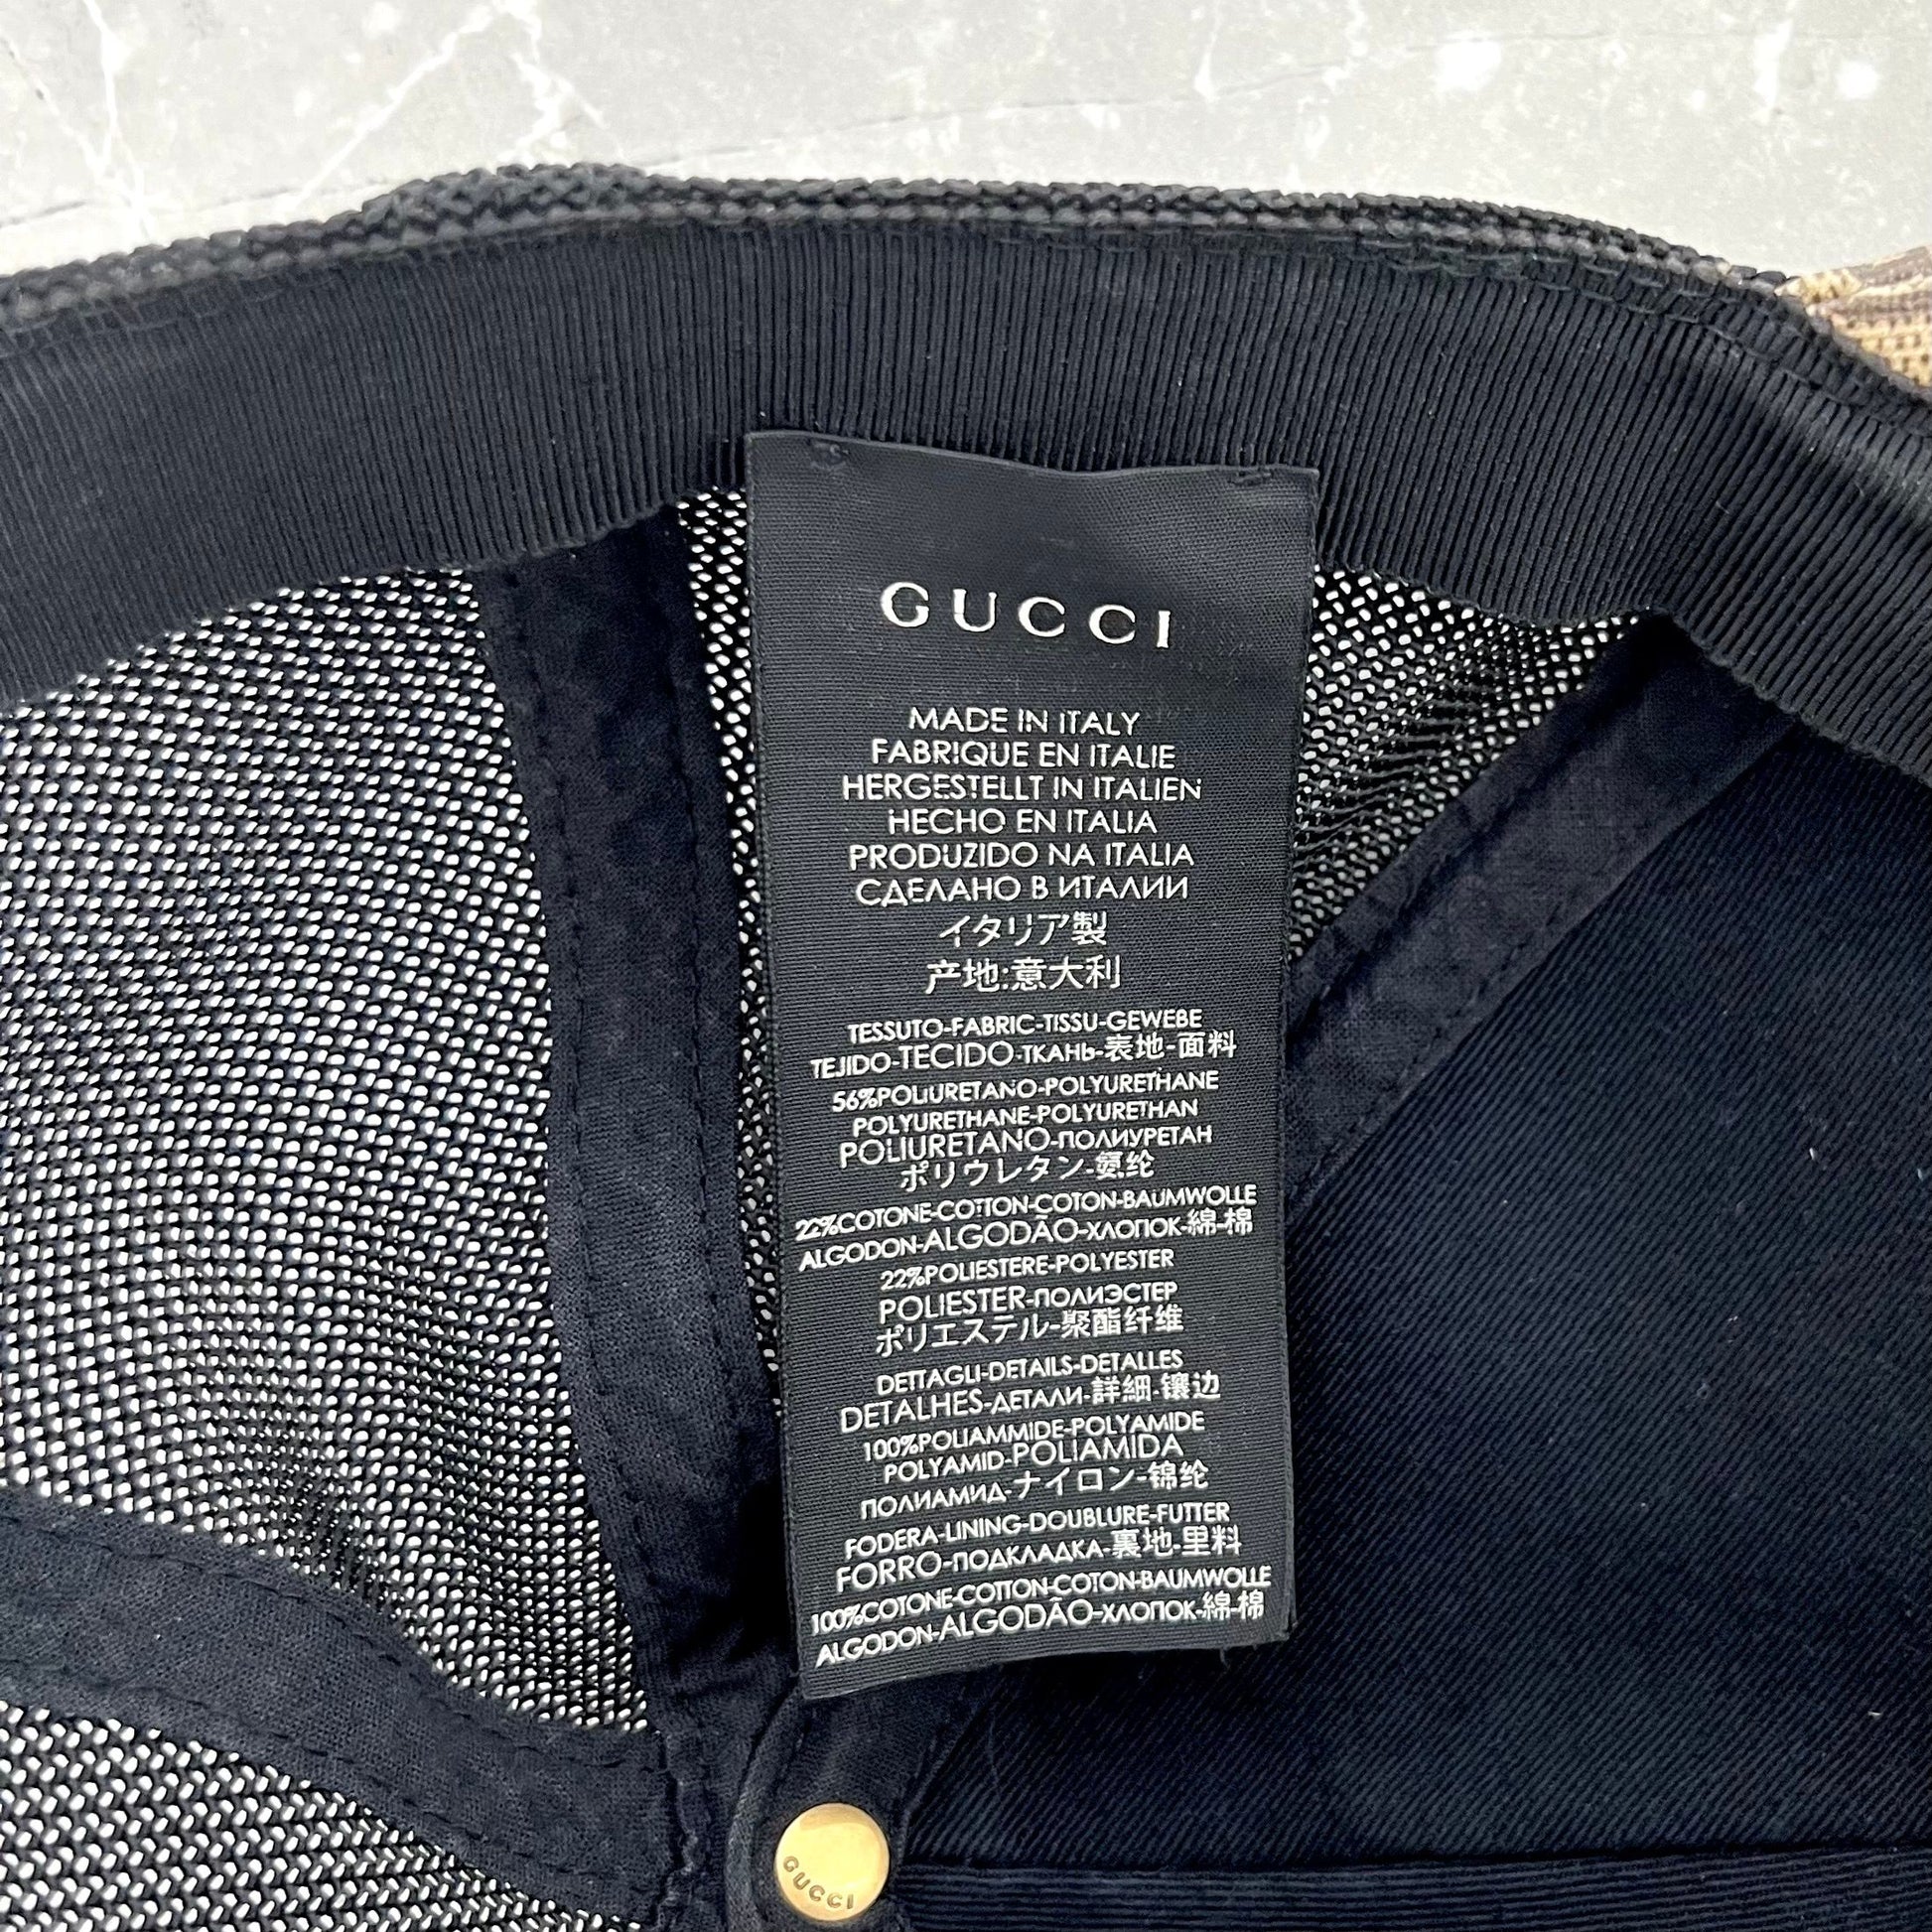 GUCCI
MADE IN ITALY
FABRIQUE EN ITALIE
HERGESTELLT IN ITALIEN
HECHO EN ITALIA
PRODUZIDO NA ITALIA
СДЕЛАНО В ИТАЛИИ
イタリア製
产地:意大利
TESSUTO-FABRIC-TISSU-GEWEBE
TEJIDO-TECIDO-ТКАНЬ-表地-面料
56%POLIURETANO-POLYURETHANE
POLYURETHANE-POLYURETHAN
POLIURETANO-ПОЛИУРЕТАН
ポリウレタン-氨纶
22%COTONE-COTTON-COTON-BAUMWOLLE
ALGODON-ALGODÃO-ХЛОПОК-綿-棉
22%POLIESTERE-POLYESTER
POLIESTER-ПОЛИЭСТЕР
ポリエステル-聚酯纤维
DETTAGLI-DETAILS-DETALLES
DETALHES-ДЕТАЛИ-詳細-镶边
100%POLIAMMIDE-POLYAMIDE
POLYAMID-POLIAMIDA
ПОЛИАМИД-ナイロン-锦纶
FODERA-LINING-DOUBLURE-FUTTER
FORRO-ПОДКЛАДКА-裏地-里料
100%COTONE-COTTON-COTON-BAUMWOLLE
ALGODON-ALGODÃO-ХЛОПОК-綿-棉
GUCCI